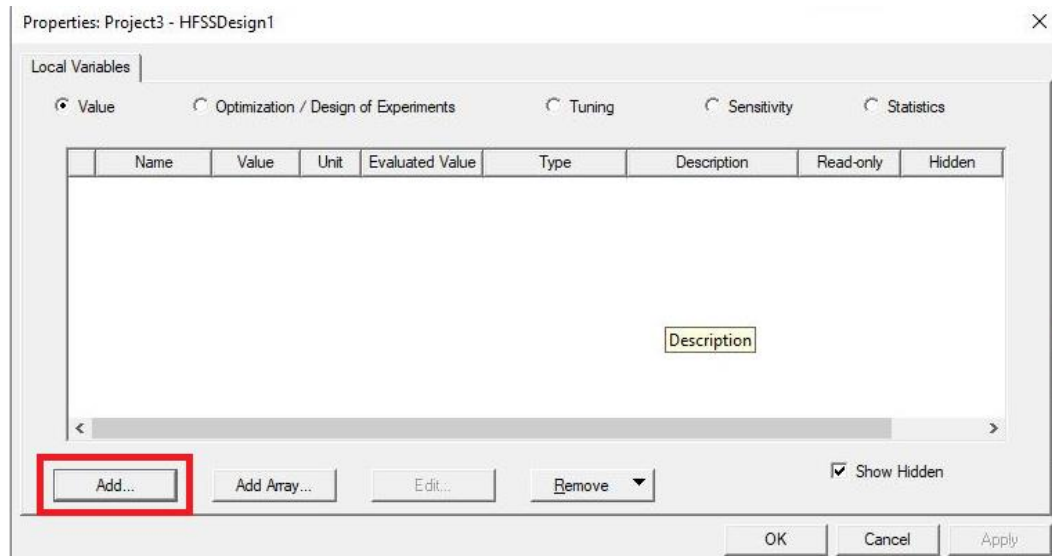 Properties: Project3 - HFSSDesign1
Local Variables
Value Optimization / Design of Experiments Tuning Sensitivity Statistics
Name Value Unit Evaluated Value Type Description Read-only Hidden
Description
Show Hidden
Add... Add Array... Edit... Remove
OK Cancel Apply